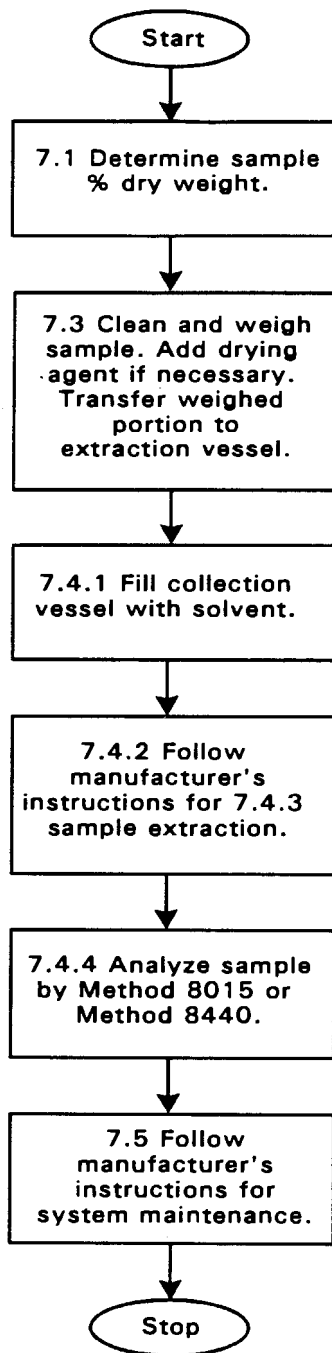 Start
7.1 Determine sample
% dry weight.
7.3 Clean and weigh
sample. Add drying
agent if necessary.
Transfer weighed
portion to
extraction vessel.
7.4.1 Fill collection
vessel with solvent.
7.4.2 Follow
manufacturer's
instructions for 7.4.3
sample extraction.
7.4.4 Analyze sample
by Method 8015 or
Method 8440.
7.5 Follow
manufacturer's
instructions for
system maintenance.
Stop